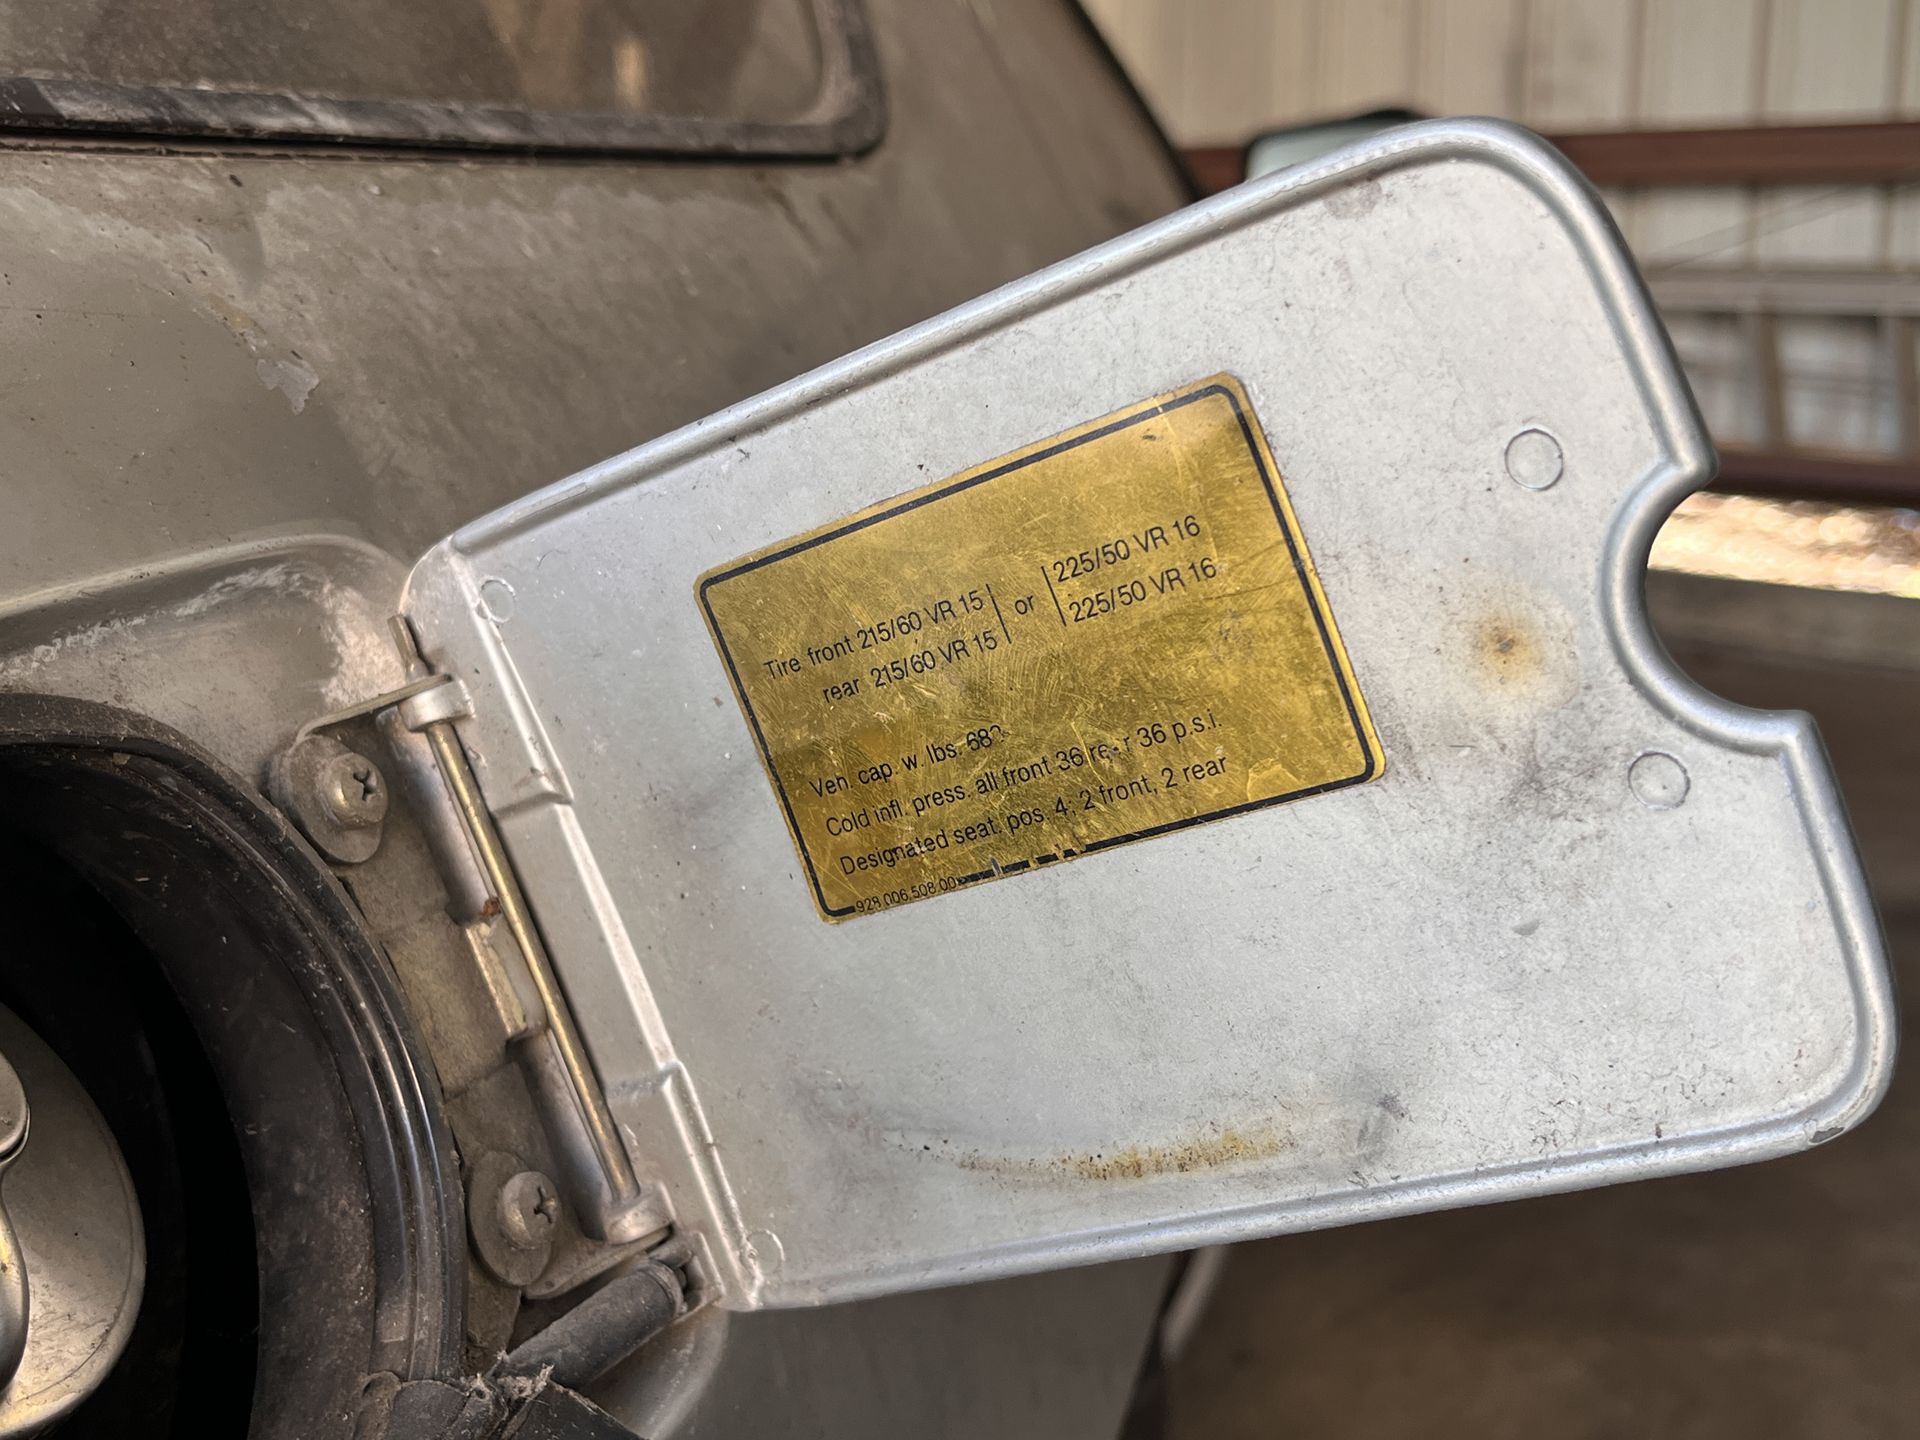 Tire front 215/60 VR 15 | or | 225/50 VR 16
rear 215/60 VR 15 | | 225/50 VR 16
Veh. cap. w. lbs.
Cold infl. press. all front 36 rear 36 p.s.i.
Designated seat. pos. 4; 2 front, 2 rear
928 006 508 00